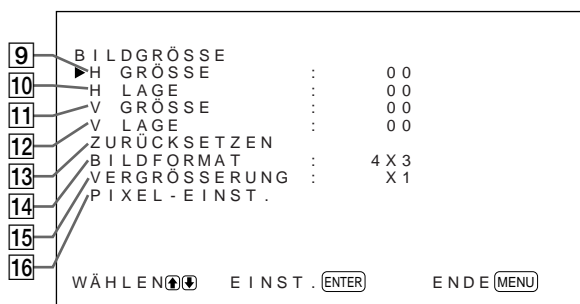 BILDGRÖSSE
9 ▶H GRÖSSE : 00
10 H LAGE : 00
11 V GRÖSSE : 00
12 V LAGE : 00
13 ZURÜCKSETZEN
14 BILDFORMAT : 4X3
15 VERGRÖSSERUNG : X1
16 PIXEL-EINST.
WÄHLEN ⬆⬇ EINST. ENTER ENDE MENU